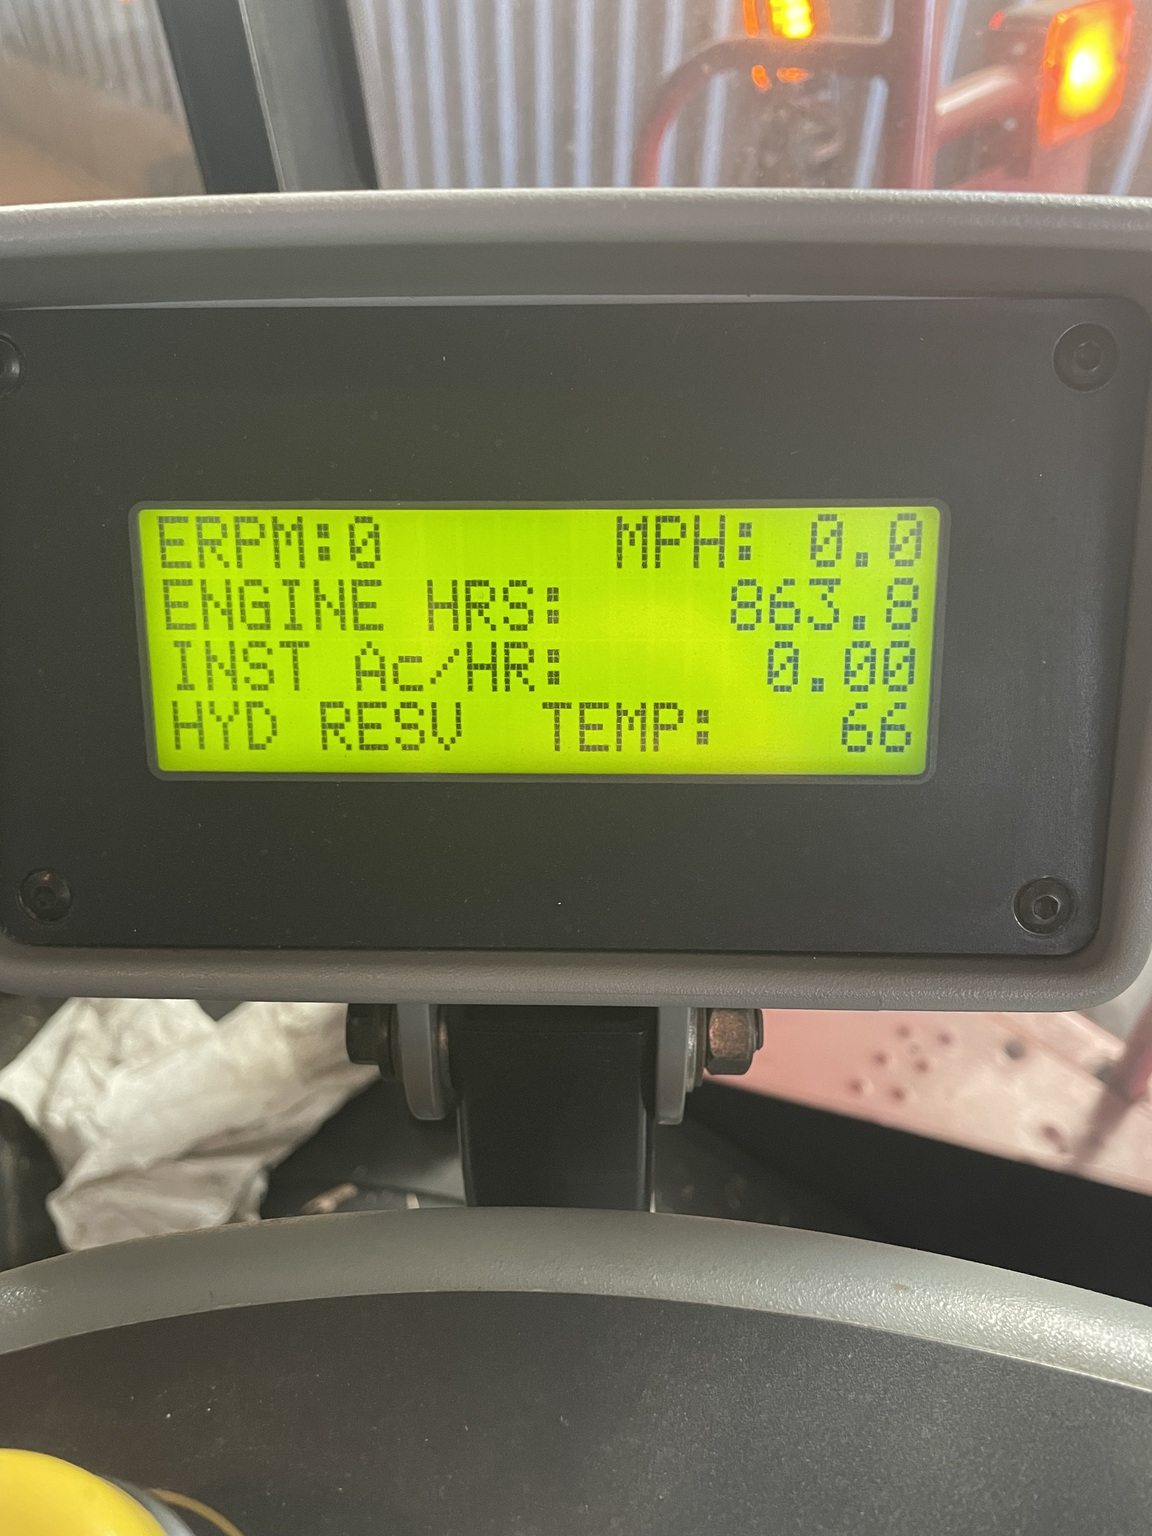 ERPM:0 MPH: 0.0
ENGINE HRS: 863.8
INST Ac/HR: 0.00
HYD RESV TEMP: 66